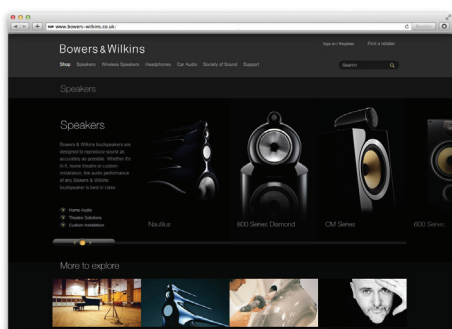 www.bowers-wilkins.co.uk
Bowers & Wilkins
Sign in / Register
Find a retailer
Shop Speakers Wireless Speakers Headphones Car Audio Society of Sound Support
Search
Speakers
Speakers
Bowers & Wilkins loudspeakers are
designed to reproduce sound as
accurately as possible. Whether it's
hi fi, home theatre or custom
installation, the audio performance
of any Bowers & Wilkins
loudspeaker is best in class.
Home Audio
Theatre Solutions
Custom Installation
Nautilus
800 Series Diamond
CM Series
600 Series
More to explore